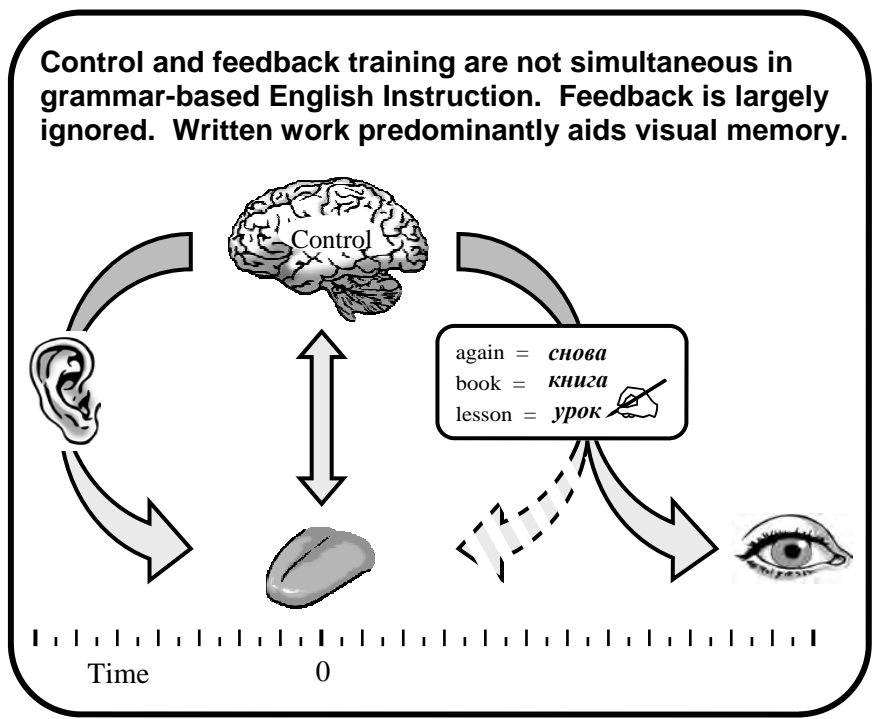 Control and feedback training are not simultaneous in
grammar-based English Instruction. Feedback is largely
ignored. Written work predominantly aids visual memory.
Control
again = снова
book = книга
lesson = урок
Time 0